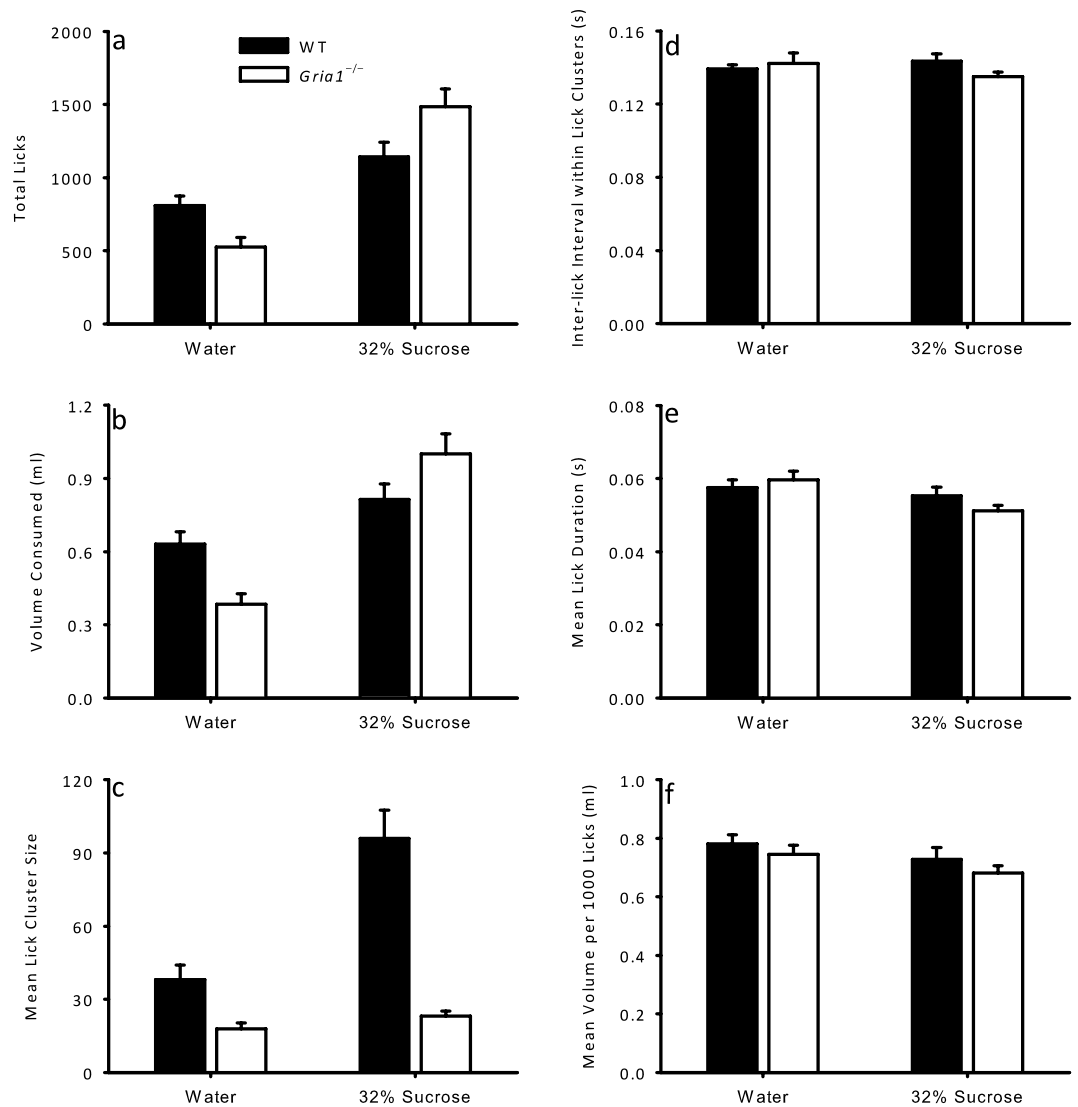 a
WT
Gria1−/−
Total Licks
2000
1500
1000
500
0
Water
32% Sucrose
d
Inter-lick Interval within Lick Clusters (s)
0.16
0.12
0.08
0.04
0.00
Water
32% Sucrose
b
Volume Consumed (ml)
1.2
0.9
0.6
0.3
0.0
Water
32% Sucrose
e
Mean Lick Duration (s)
0.08
0.06
0.04
0.02
0.00
Water
32% Sucrose
c
Mean Lick Cluster Size
120
90
60
30
0
Water
32% Sucrose
f
Mean Volume per 1000 Licks (ml)
1.0
0.8
0.6
0.4
0.2
0.0
Water
32% Sucrose